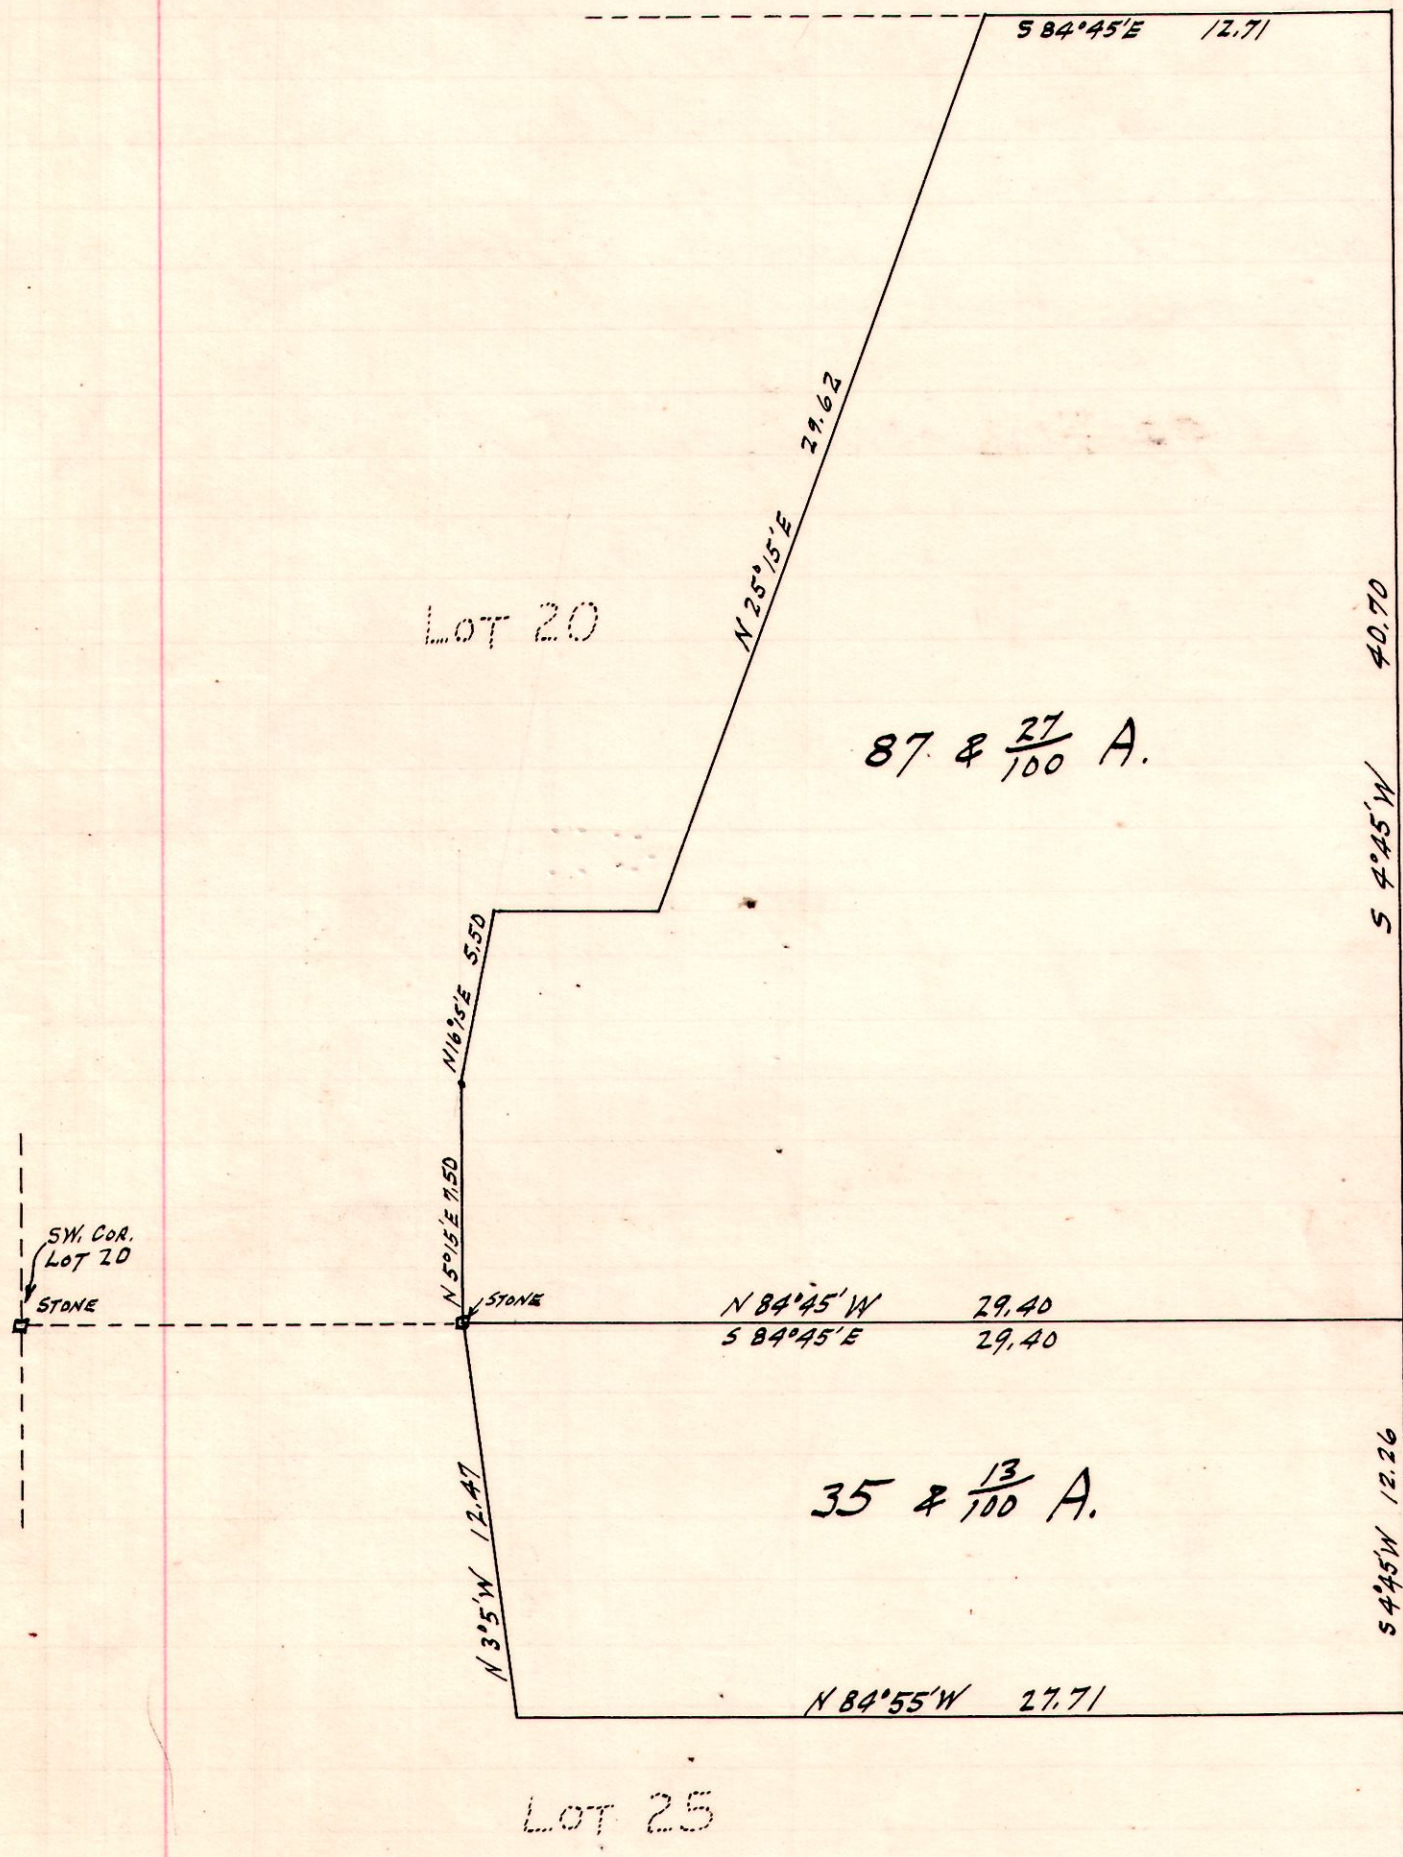 S 84°45'E 12.71
N 25°15'E 29.62
LOT 20
40.70
S 4°45'W
87 & 27/100 A.
N16°15'E 5.50
N 5°15'E 7.50
SW. COR.
LOT 20
STONE
STONE
N 84°45'W 29.40
S 84°45'E 29.40
35 & 13/100 A.
S 4°45'W 12.26
N 3°5'W 12.47
N 84°55'W 27.71
LOT 25